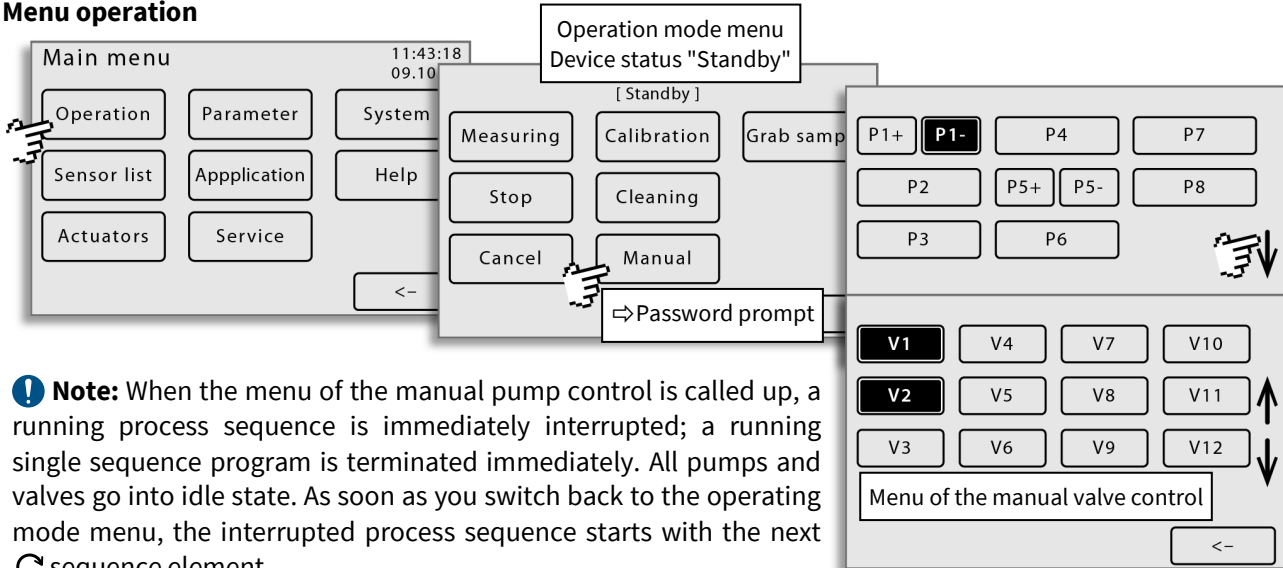 Menu operation
Main menu
11:43:18
09.10
Operation
Parameter
System
Sensor list
Appplication
Help
Actuators
Service
<–
Operation mode menu
Device status "Standby"
[ Standby ]
Measuring
Calibration
Grab samp
Stop
Cleaning
Cancel
Manual
⇨Password prompt
P1+ P1- P4 P7
P2 P5+ P5- P8
P3 P6
V1 V4 V7 V10
V2 V5 V8 V11
V3 V6 V9 V12
Menu of the manual valve control
<–
Note: When the menu of the manual pump control is called up, a
running process sequence is immediately interrupted; a running
single sequence program is terminated immediately. All pumps and
valves go into idle state. As soon as you switch back to the operating
mode menu, the interrupted process sequence starts with the next
sequence element